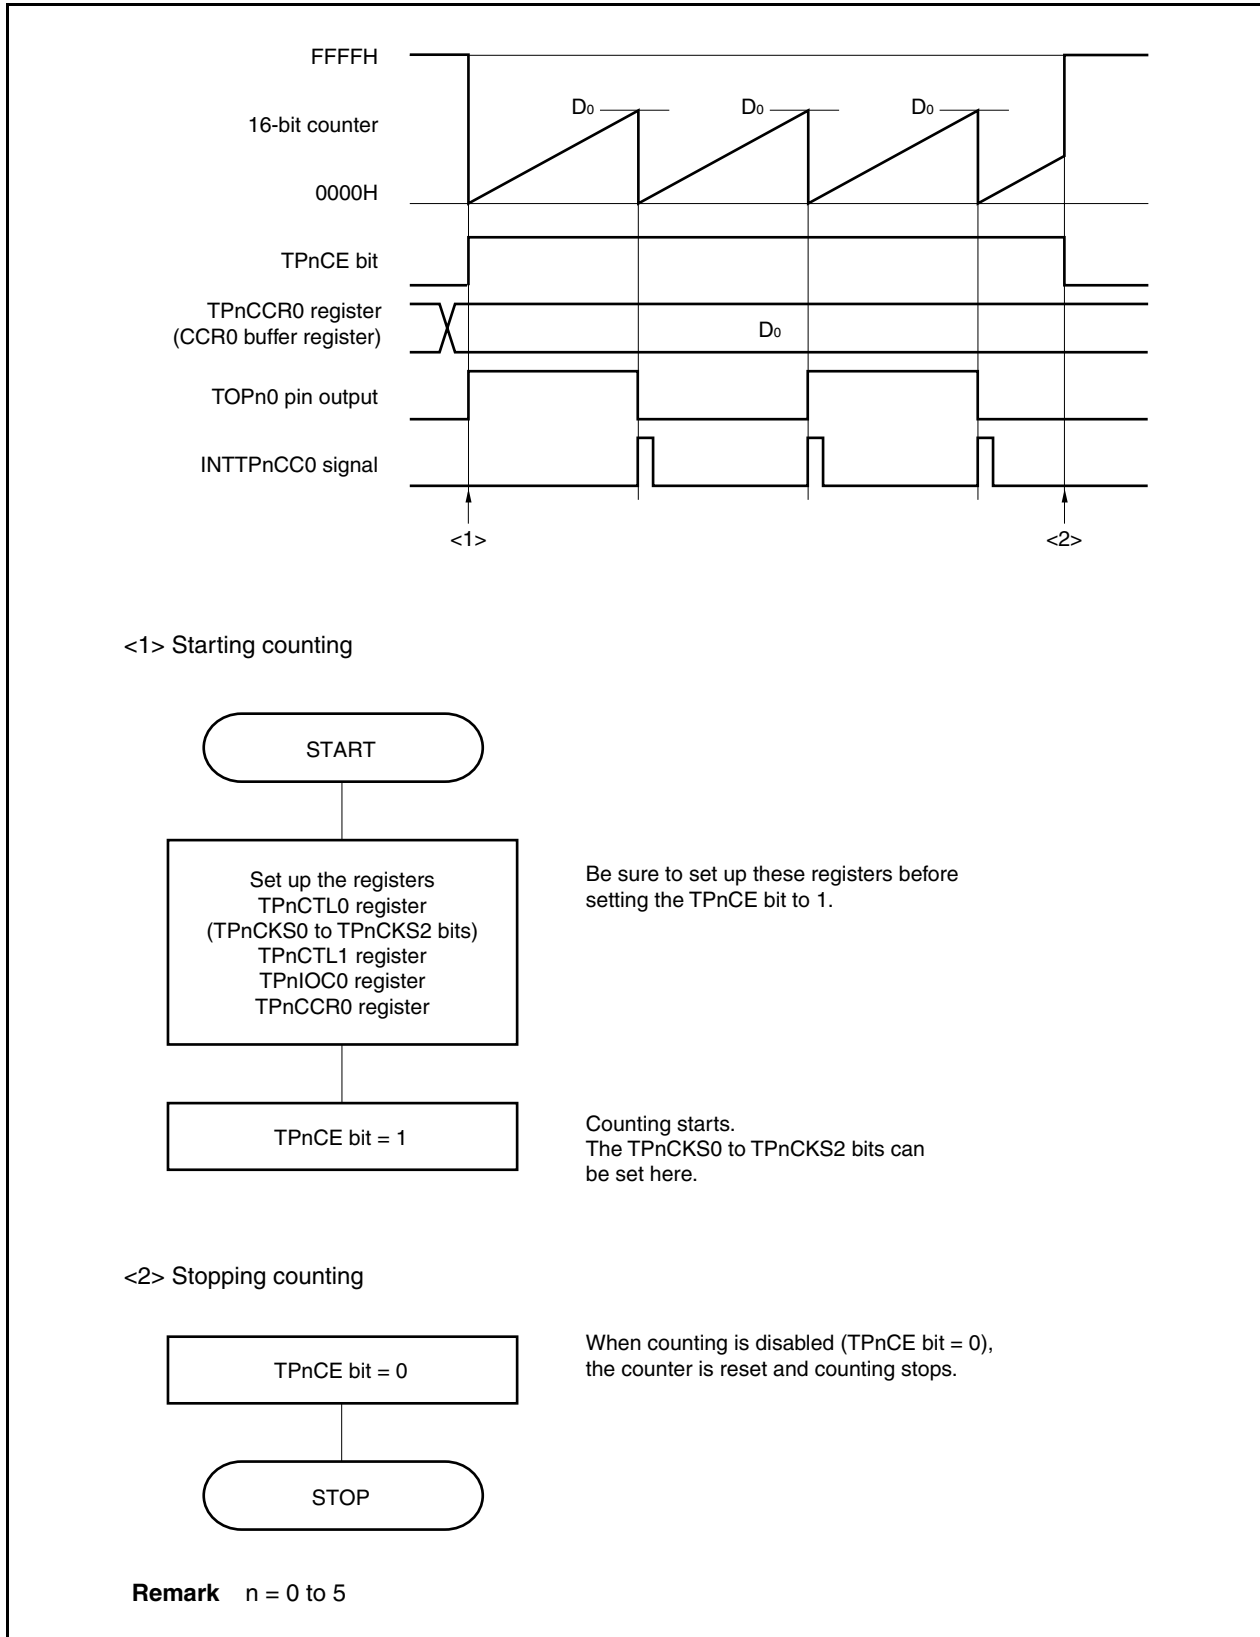 FFFFH
D0 D0 D0
16-bit counter
0000H
TPnCE bit
TPnCCR0 register
(CCR0 buffer register)
D0
TOPn0 pin output
INTTPnCC0 signal
<1> <2>
<1> Starting counting
START
Set up the registers
TPnCTL0 register
(TPnCKS0 to TPnCKS2 bits)
TPnCTL1 register
TPnIOC0 register
TPnCCR0 register
Be sure to set up these registers before
setting the TPnCE bit to 1.
TPnCE bit = 1
Counting starts.
The TPnCKS0 to TPnCKS2 bits can
be set here.
<2> Stopping counting
TPnCE bit = 0
When counting is disabled (TPnCE bit = 0),
the counter is reset and counting stops.
STOP
Remark n = 0 to 5